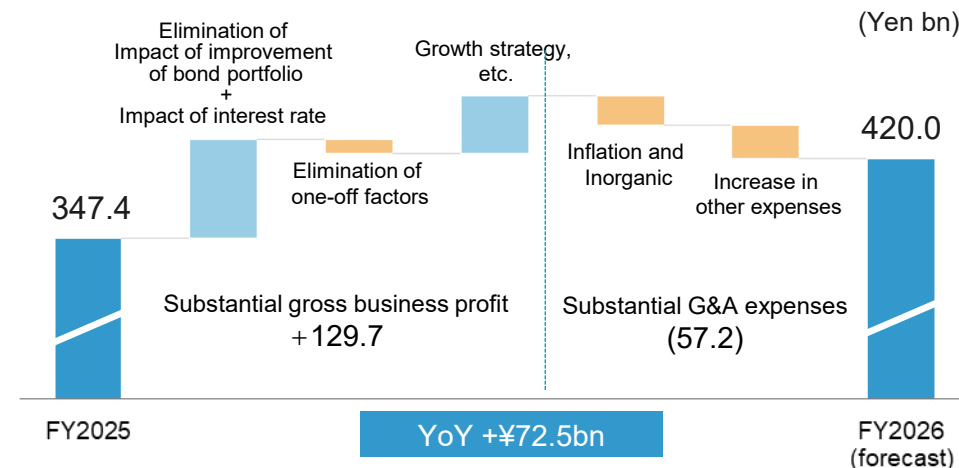 (Yen bn)
Elimination of
Impact of improvement
of bond portfolio
+
Impact of interest rate
Growth strategy,
etc.
Elimination of
one-off factors
Inflation and
Inorganic
Increase in
other expenses
347.4
420.0
Substantial gross business profit
+129.7
Substantial G&A expenses
(57.2)
FY2025
YoY +¥72.5bn
FY2026
(forecast)